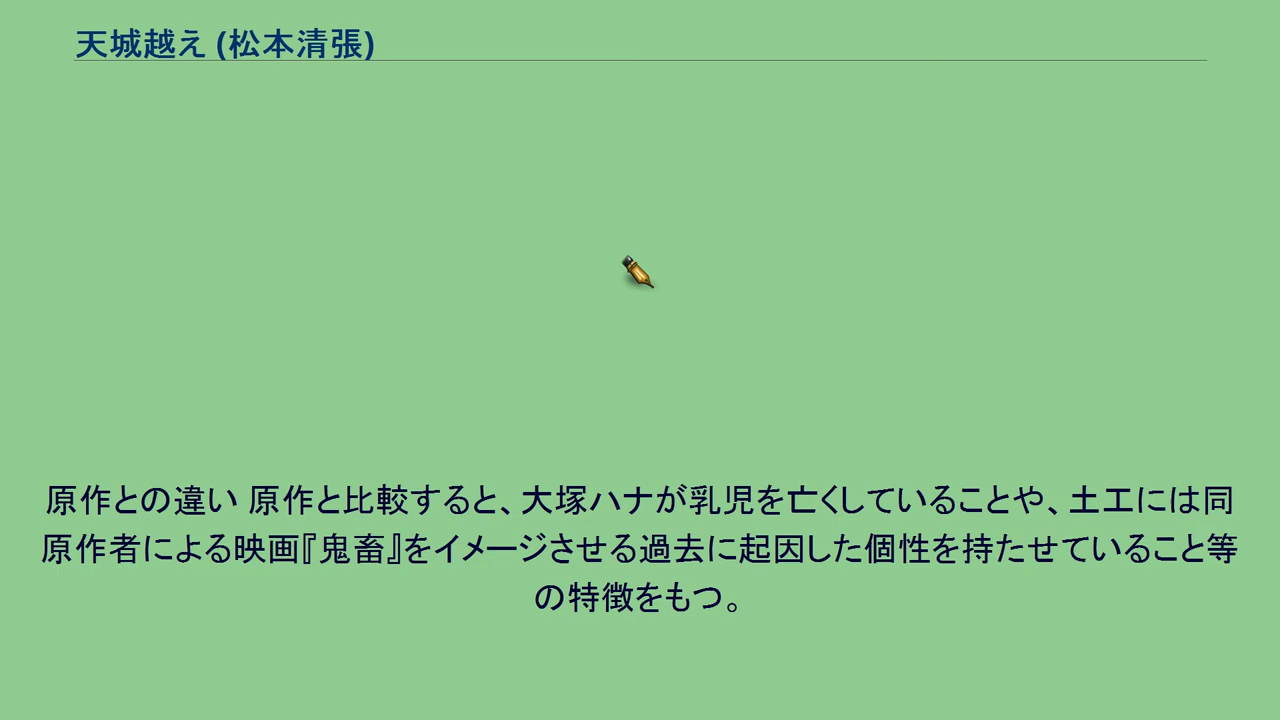 天城越え (松本清張)
原作との違い 原作と比較すると、大塚ハナが乳児を亡くしていることや、土工には同
原作者による映画『鬼畜』をイメージさせる過去に起因した個性を持たせていること等
の特徴をもつ。